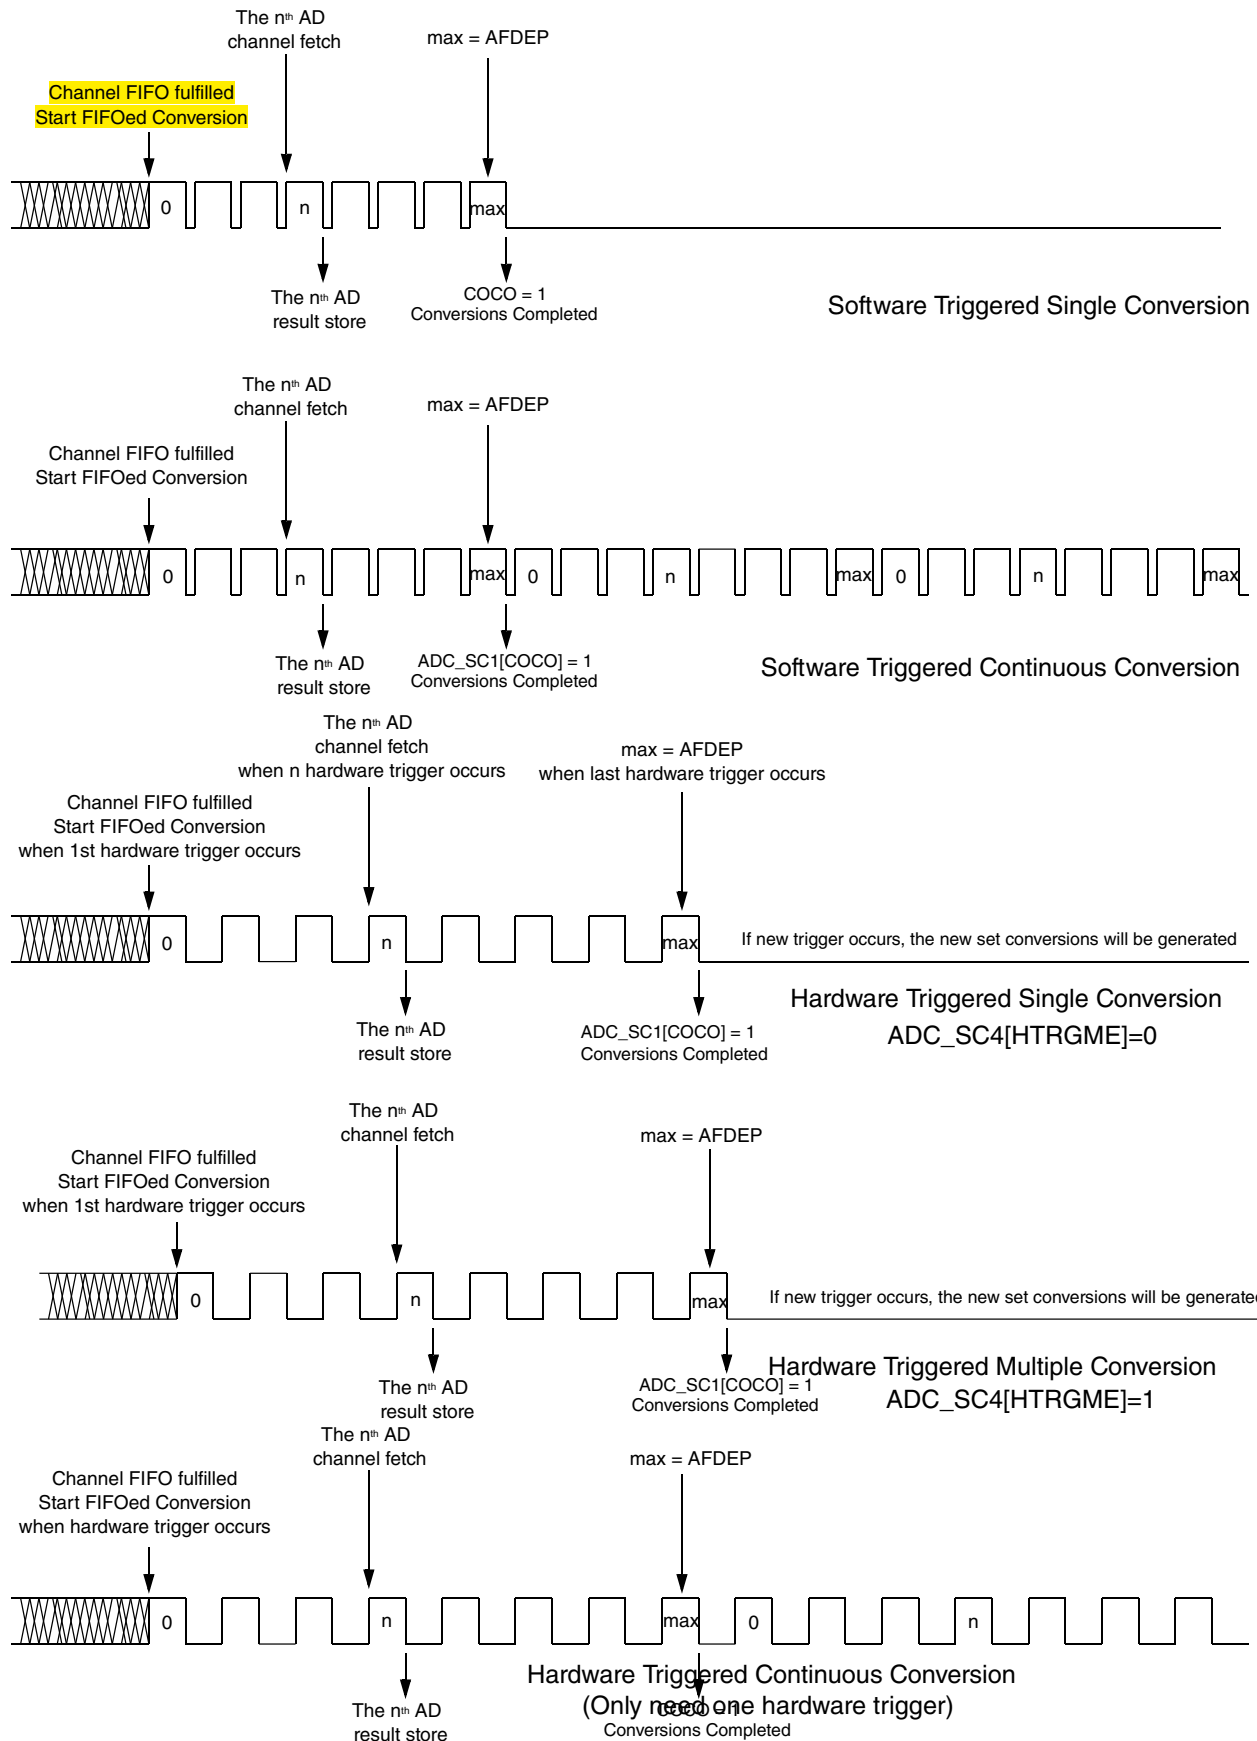 The nth AD
channel fetch
max = AFDEP
Channel FIFO fulfilled
Start FIFOed Conversion
0
n
max
The nth AD
result store
COCO = 1
Conversions Completed
Software Triggered Single Conversion
The nth AD
channel fetch
max = AFDEP
Channel FIFO fulfilled
Start FIFOed Conversion
0
n
max
0
n
max
0
n
max
The nth AD
result store
ADC_SC1[COCO] = 1
Conversions Completed
Software Triggered Continuous Conversion
The nth AD
channel fetch
when n hardware trigger occurs
max = AFDEP
when last hardware trigger occurs
Channel FIFO fulfilled
Start FIFOed Conversion
when 1st hardware trigger occurs
0
n
max
If new trigger occurs, the new set conversions will be generated
The nth AD
result store
ADC_SC1[COCO] = 1
Conversions Completed
Hardware Triggered Single Conversion
ADC_SC4[HTRGME]=0
The nth AD
channel fetch
max = AFDEP
Channel FIFO fulfilled
Start FIFOed Conversion
when 1st hardware trigger occurs
0
n
max
If new trigger occurs, the new set conversions will be generated
The nth AD
result store
ADC_SC1[COCO] = 1
Conversions Completed
Hardware Triggered Multiple Conversion
ADC_SC4[HTRGME]=1
The nth AD
channel fetch
max = AFDEP
Channel FIFO fulfilled
Start FIFOed Conversion
when hardware trigger occurs
0
n
max
0
n
The nth AD
result store
COCO = 1
Conversions Completed
Hardware Triggered Continuous Conversion
(Only need one hardware trigger)